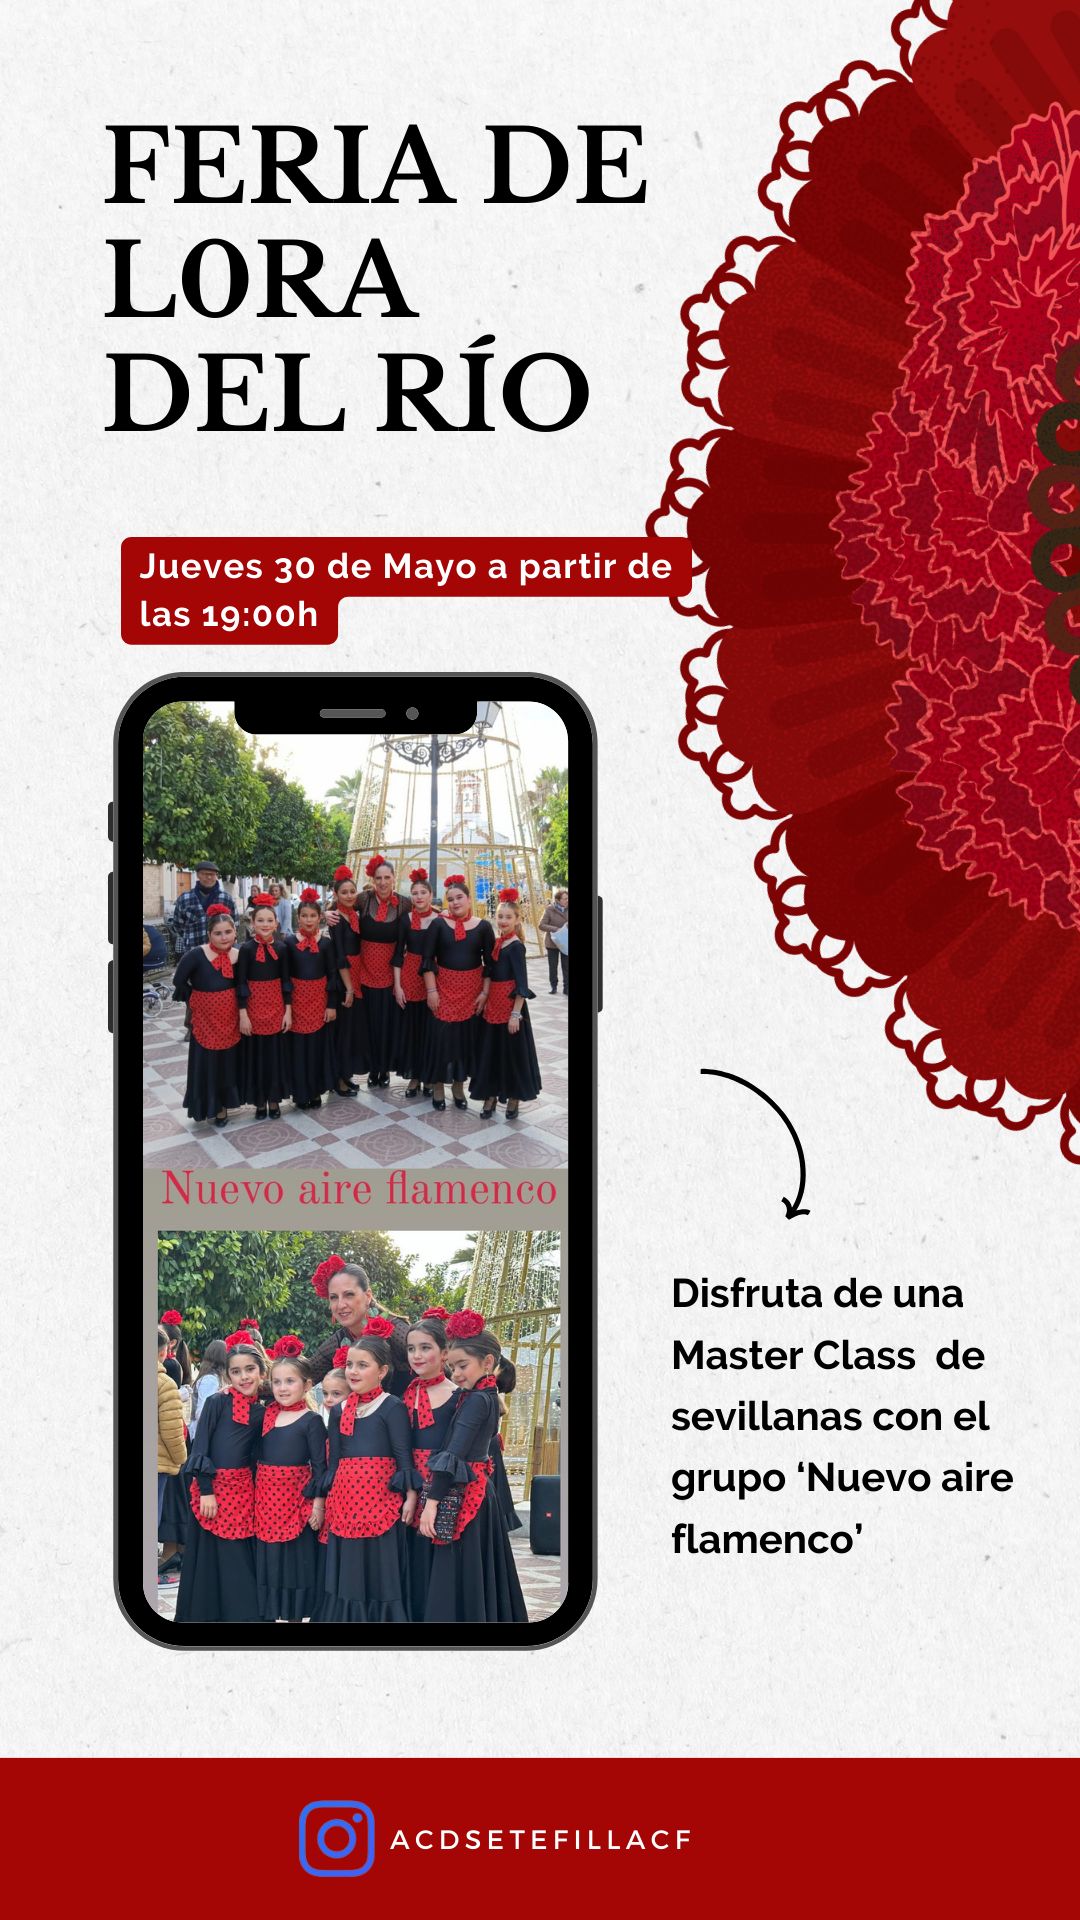 FERIA DE
L0RA
DEL RÍO
Jueves 30 de Mayo a partir de
las 19:00h
Nuevo aire flamenco
Disfruta de una
Master Class de
sevillanas con el
grupo ‘Nuevo aire
flamenco’
ACDSETEFILLACF